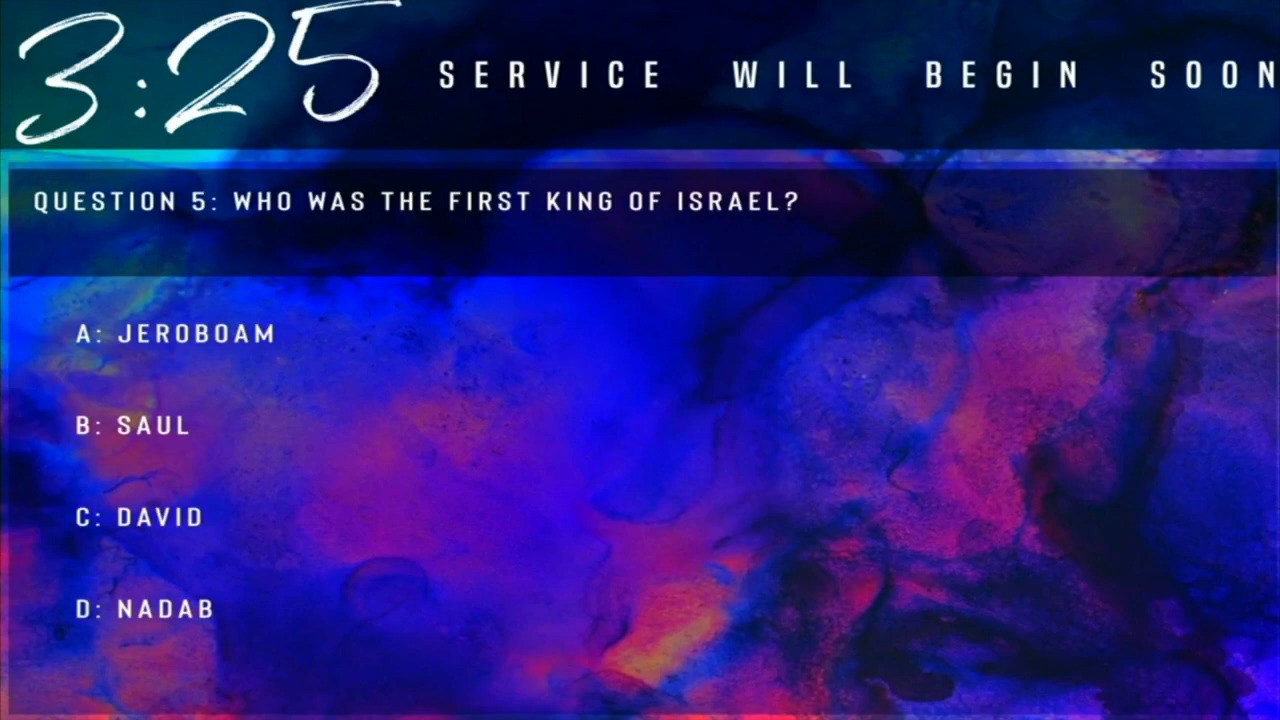 3:25
SERVICE WILL BEGIN SOON
QUESTION 5: WHO WAS THE FIRST KING OF ISRAEL?
A: JEROBOAM
B: SAUL
C: DAVID
D: NADAB